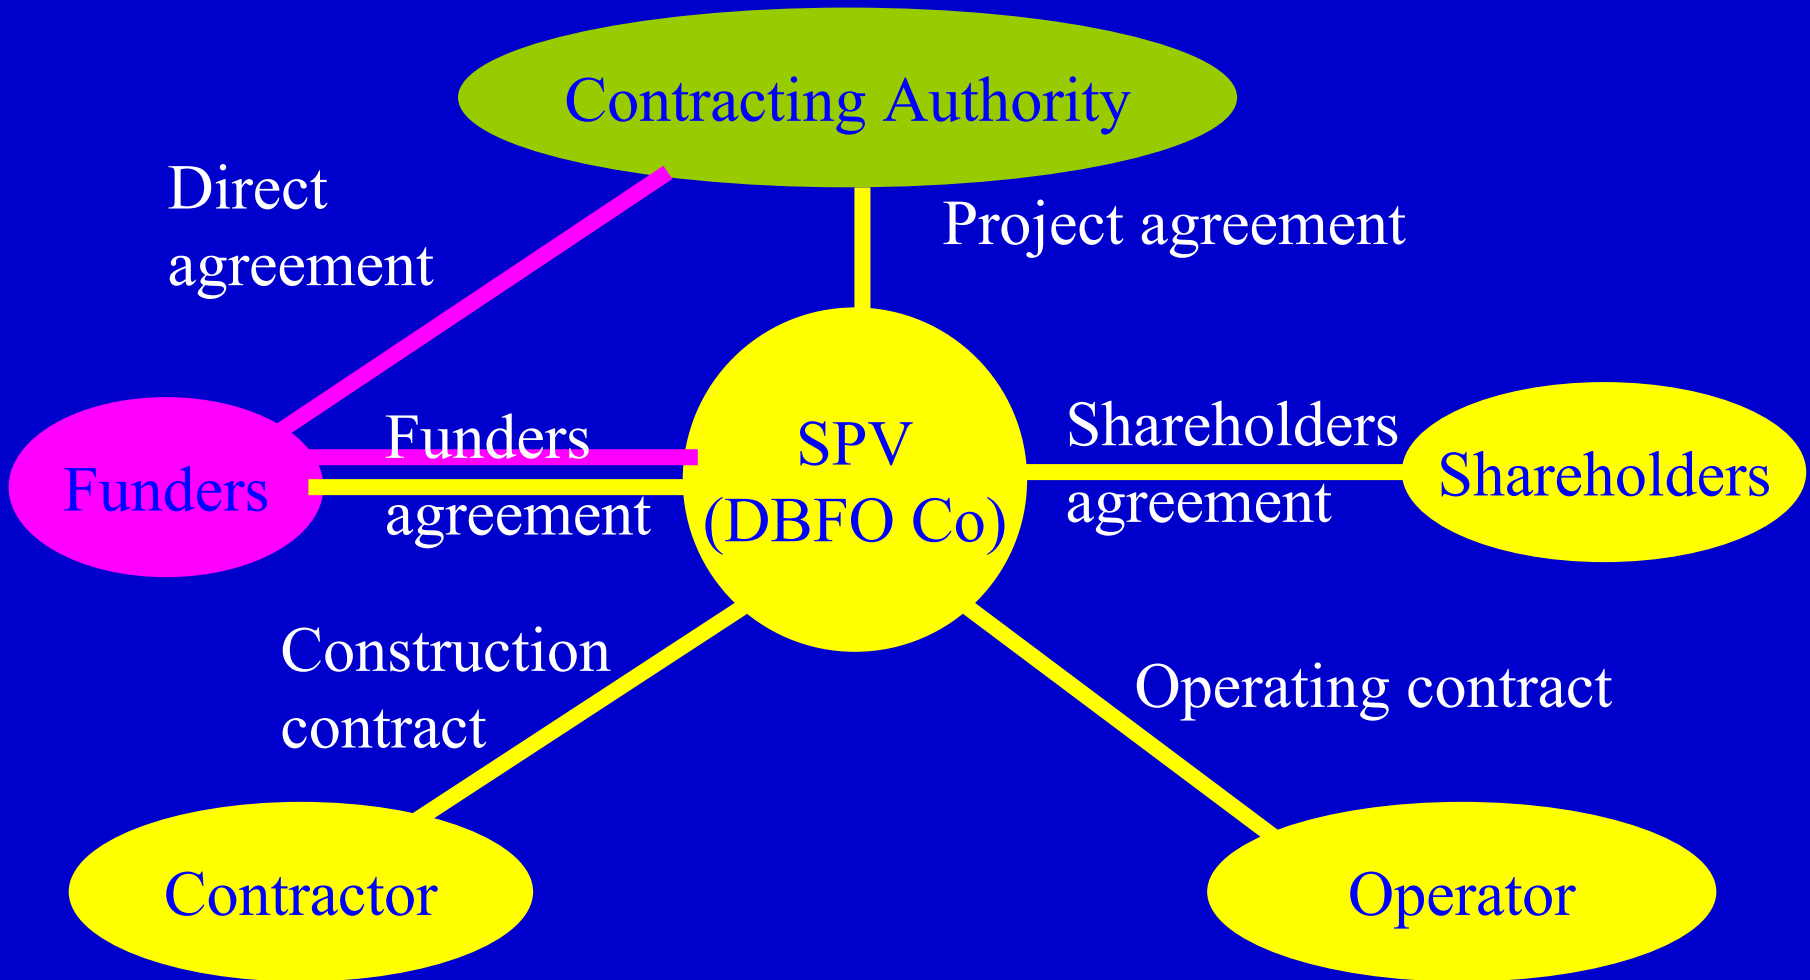 Contracting Authority
Direct
agreement
Project agreement
Funders
Funders
agreement
SPV
(DBFO Co)
Shareholders
agreement
Shareholders
Construction
contract
Operating contract
Contractor
Operator